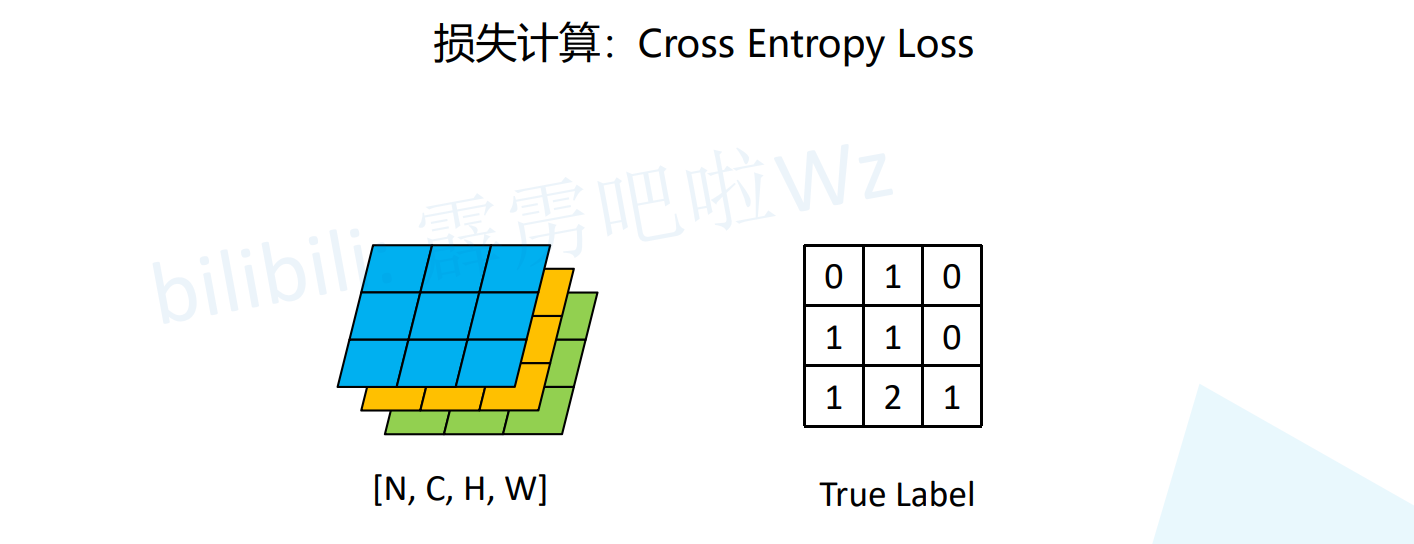 损失计算：Cross Entropy Loss
bilibili: 霹雳吧啦Wz
0 1 0
1 1 0
1 2 1
[N, C, H, W]
True Label